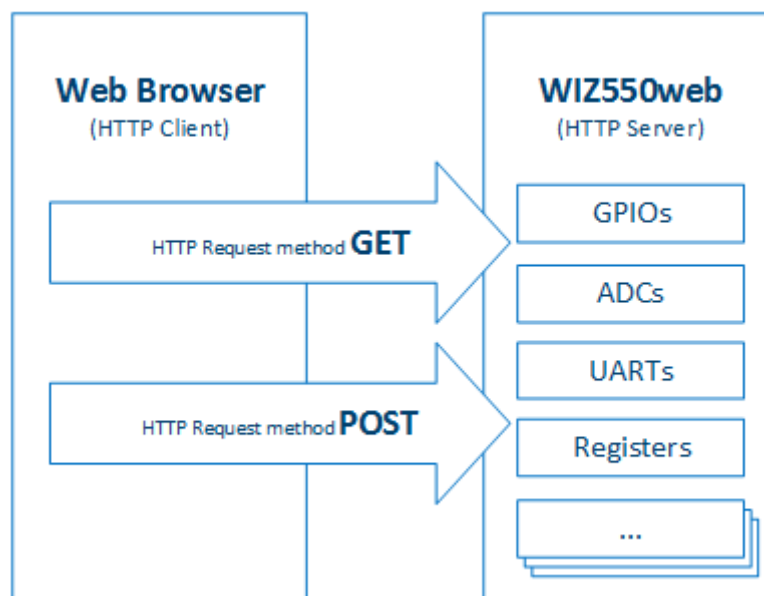 Web Browser
(HTTP Client)
HTTP Request method GET
HTTP Request method POST
WIZ550web
(HTTP Server)
GPIOs
ADCs
UARTs
Registers
...